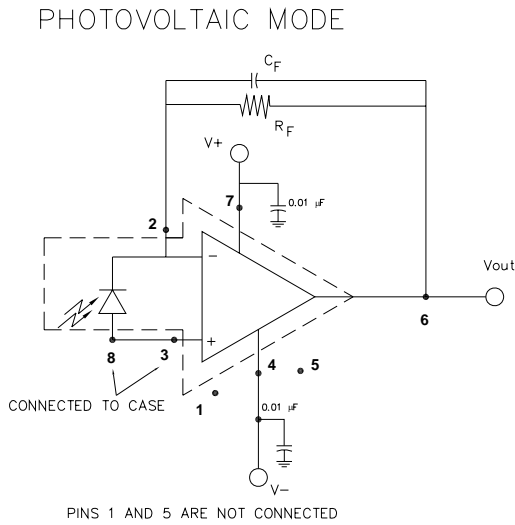 PHOTOVOLTAIC MODE
C_F
R_F
V+
7
0.01 µF
2
−
Vout
6
+
8
3
4
5
CONNECTED TO CASE
1
0.01 µF
V−
PINS 1 AND 5 ARE NOT CONNECTED